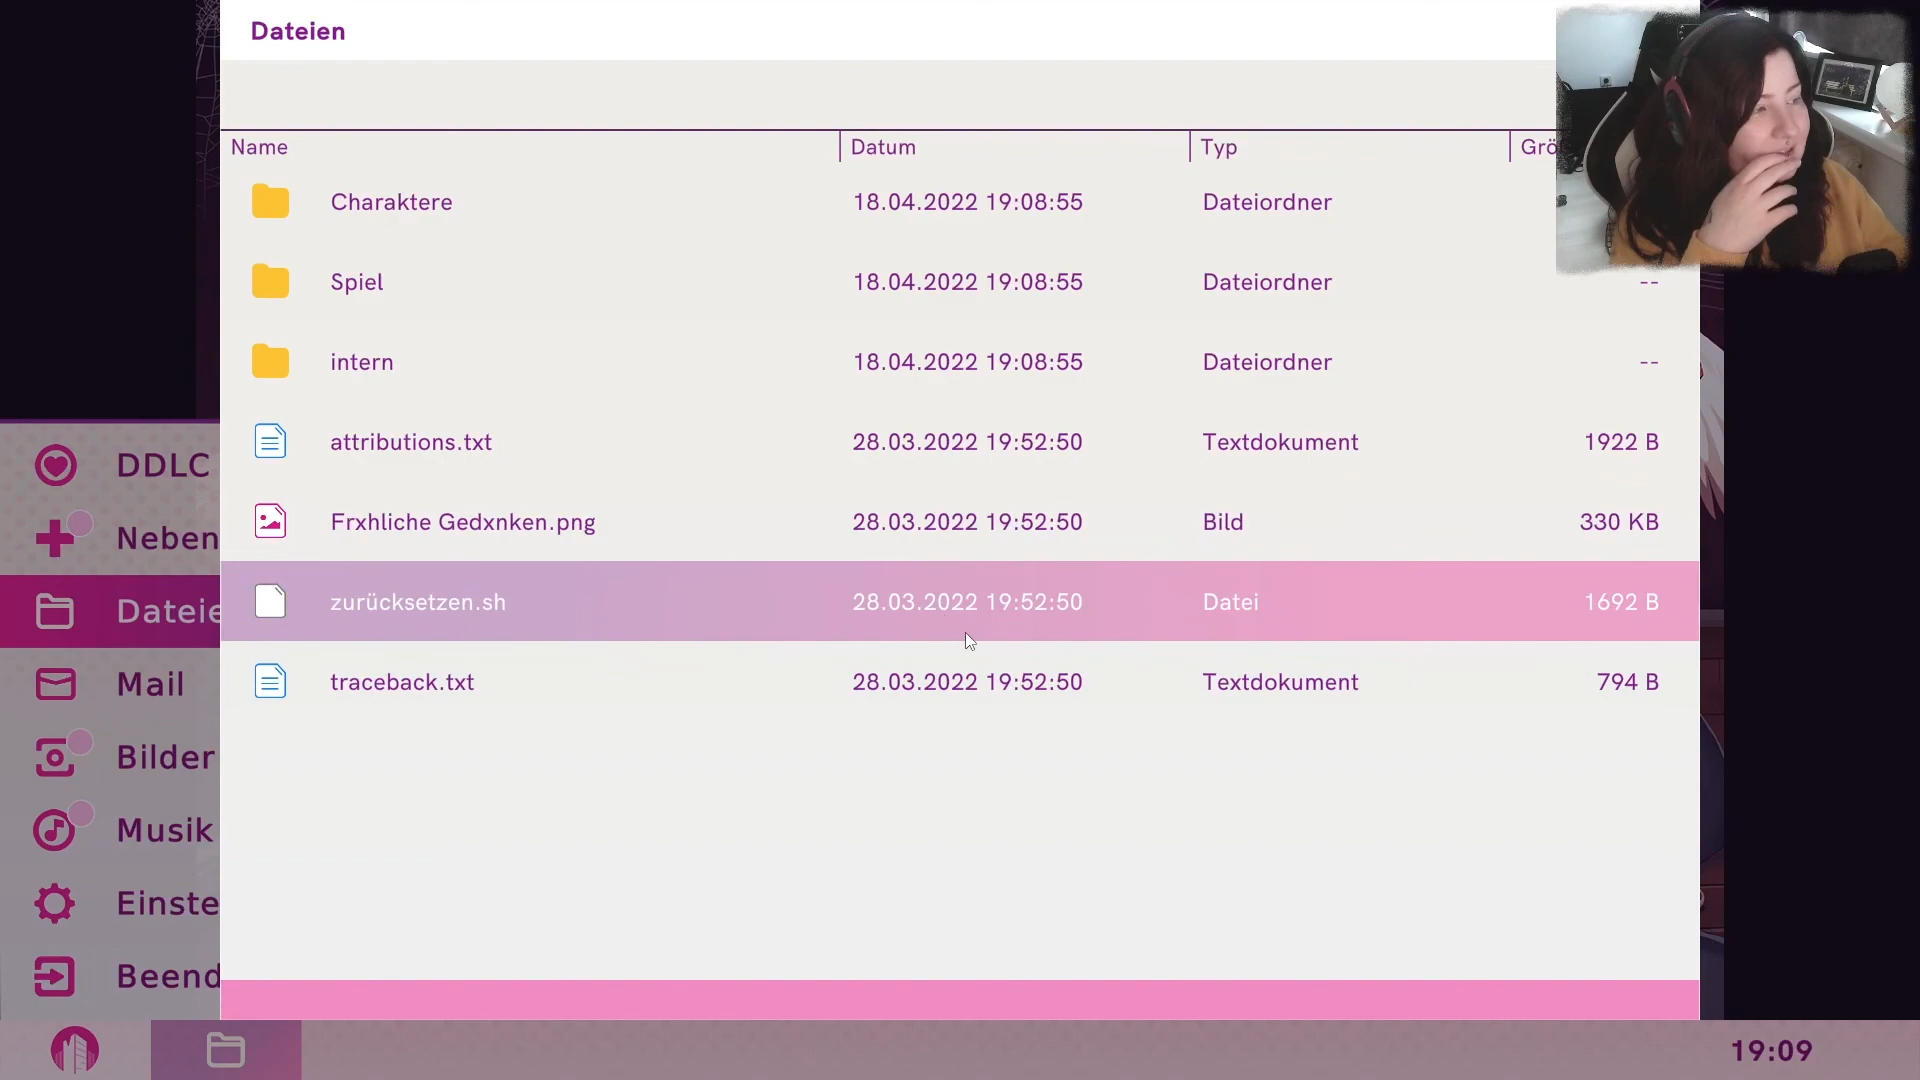 Dateien
Name Datum Typ Grö
Charaktere 18.04.2022 19:08:55 Dateiordner
Spiel 18.04.2022 19:08:55 Dateiordner --
intern 18.04.2022 19:08:55 Dateiordner --
attributions.txt 28.03.2022 19:52:50 Textdokument 1922 B
Frxhliche Gedxnken.png 28.03.2022 19:52:50 Bild 330 KB
zurücksetzen.sh 28.03.2022 19:52:50 Datei 1692 B
traceback.txt 28.03.2022 19:52:50 Textdokument 794 B
DDLC
Neben
Dateie
Mail
Bilder
Musik
Einste
Beend
19:09